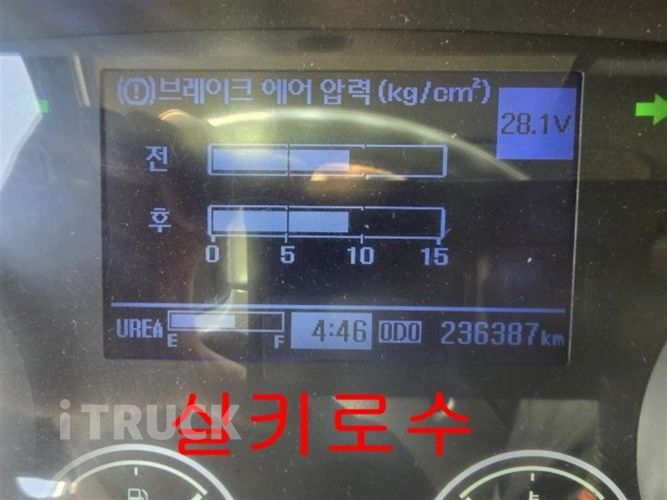 (!)브레이크 에어 압력 (kg/cm²)
28.1V
전
후
0 5 10 15
UREA E F 4:46 ODO 236387km
iTRUCK
실키로수